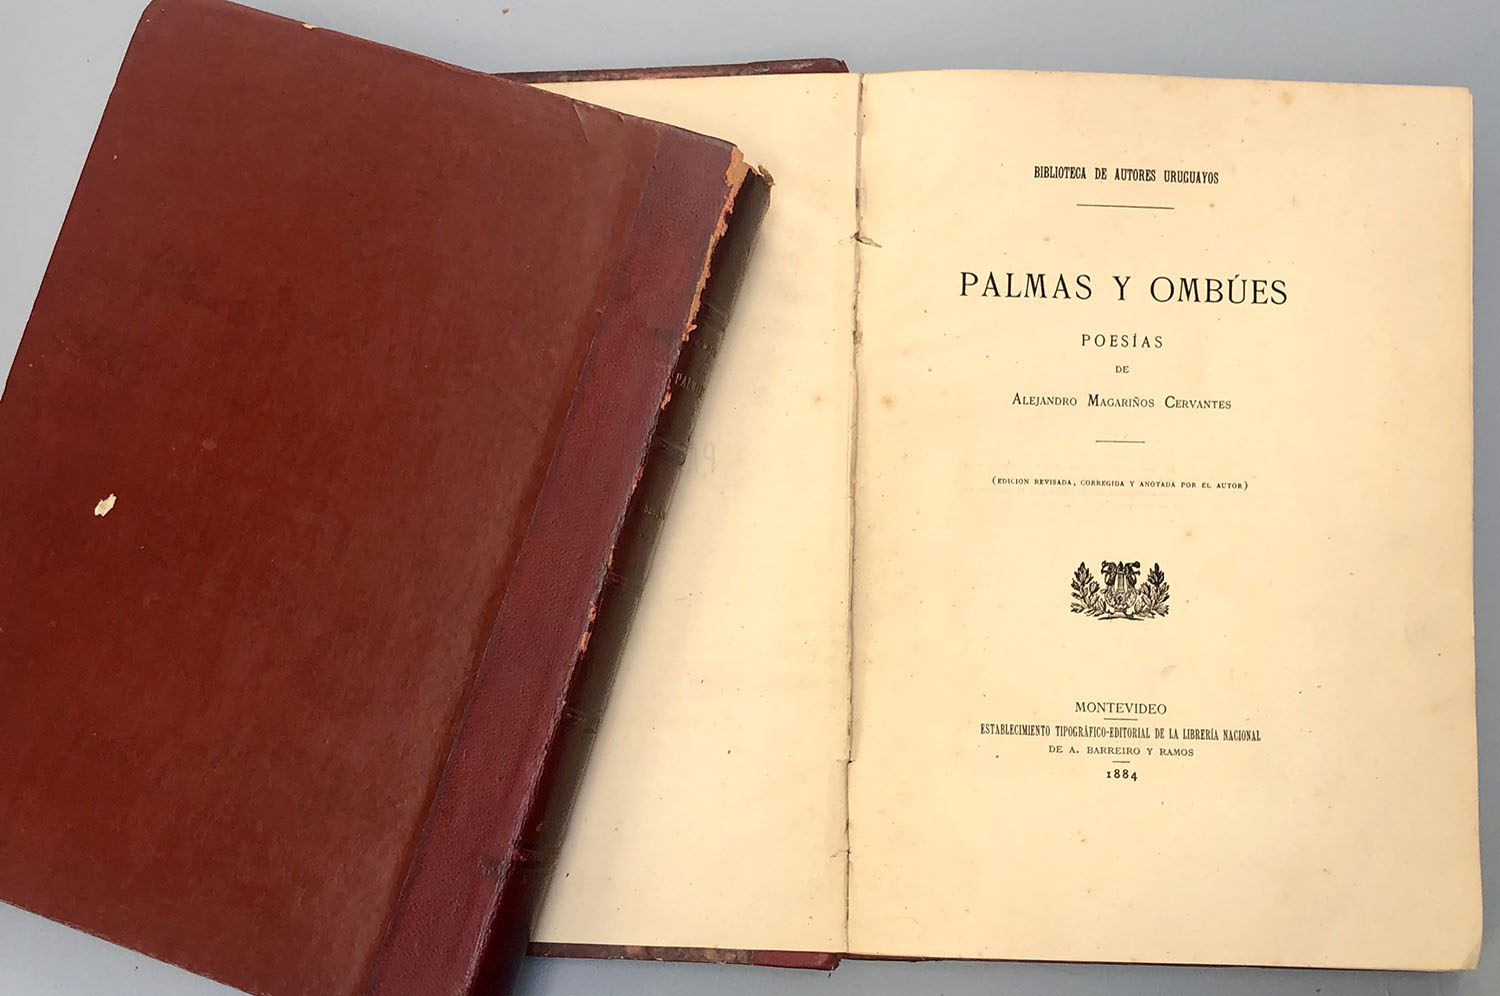 BIBLIOTECA DE AUTORES URUGUAYOS
PALMAS Y OMBÚES
POESÍAS
DE
ALEJANDRO MAGARIÑOS CERVANTES
(EDICION REVISADA, CORREGIDA Y ANOTADA POR EL AUTOR)
MONTEVIDEO
ESTABLECIMIENTO TIPOGRÁFICO-EDITORIAL DE LA LIBRERÍA NACIONAL
DE A. BARREIRO Y RAMOS
1884